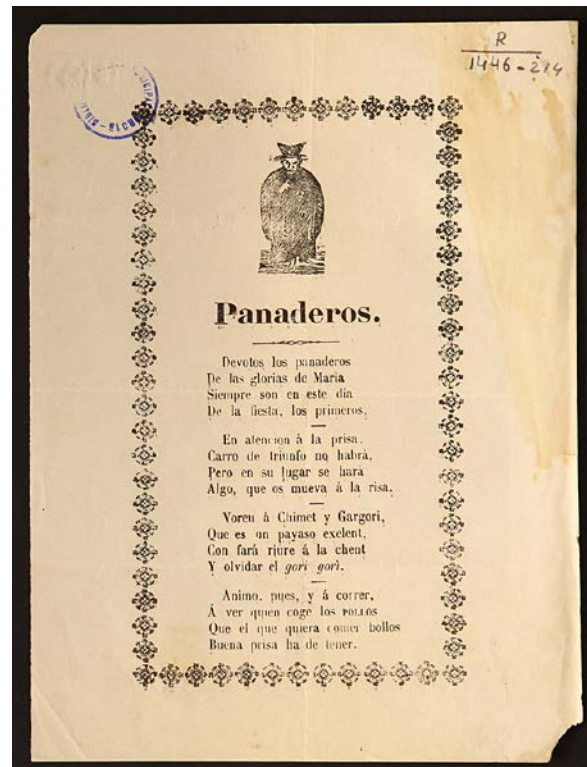 R
1446-214
Panaderos.
Devotos los panaderos
De las glorias de Maria
Siempre son en este dia
De la fiesta, los primeros.
En atencion á la prisa.
Carro de triunfo no habrá,
Pero en su lugar se hará
Algo, que os mueva á la risa.
Voreu á Chimet y Gargori,
Que es un payaso exelent,
Con fará riure á la chent
Y olvidar el gori gori.
Animo, pues, y á correr,
Á ver quien coge los POLLOS
Que el que quiera comer bollos
Buena prisa ha de tener.